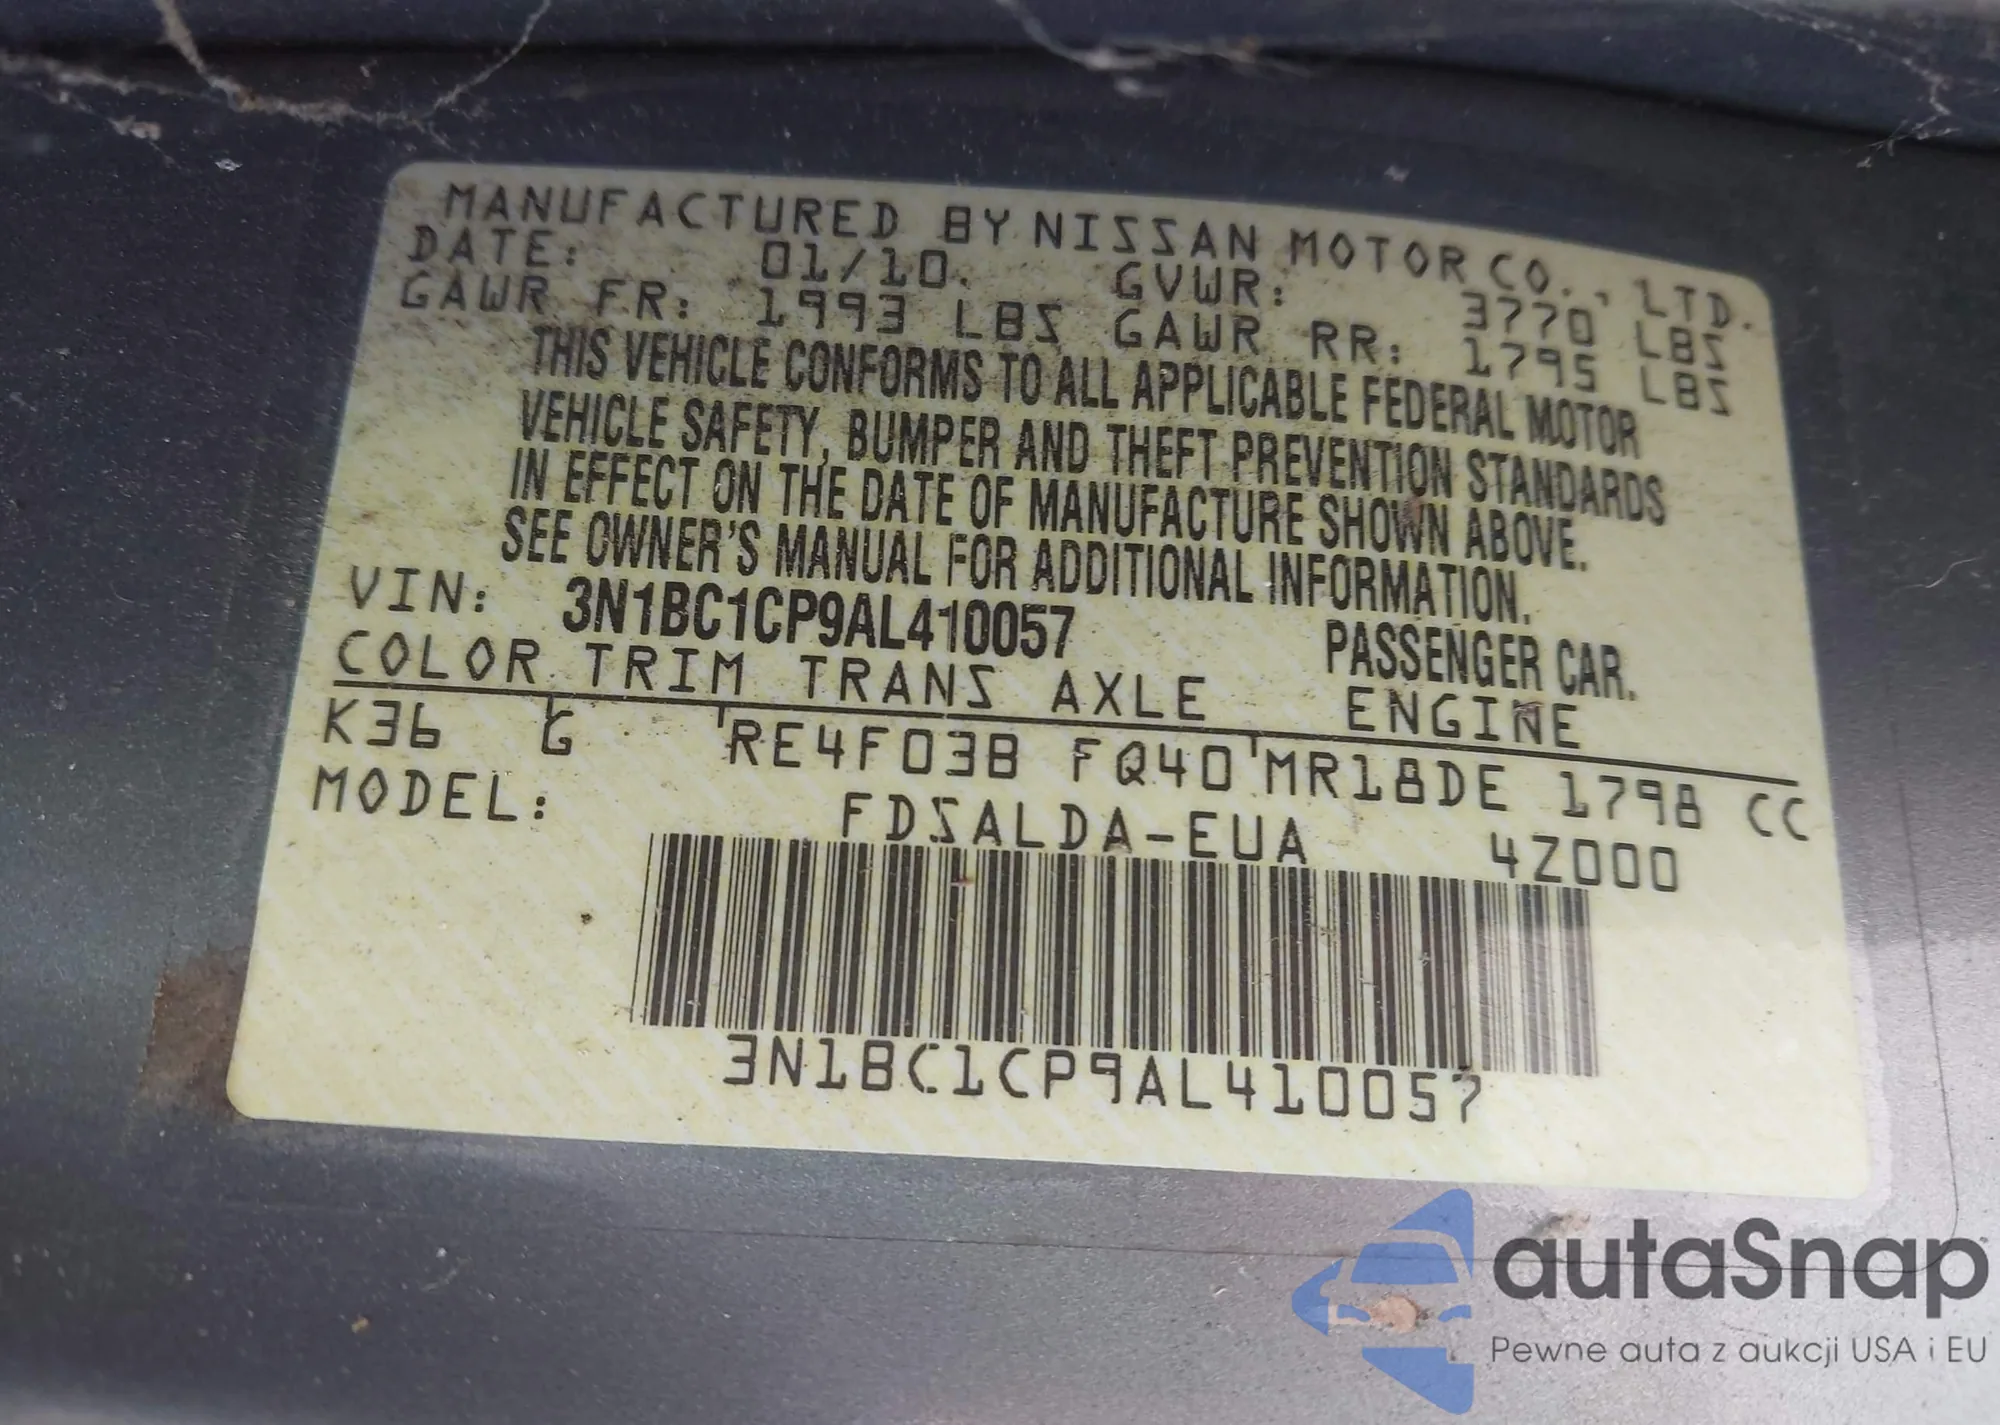 MANUFACTURED BY NISSAN MOTOR CO., LTD.
DATE: 01/10. GVWR: 3770 LBS
GAWR FR: 1993 LBS GAWR RR: 1795 LBS
THIS VEHICLE CONFORMS TO ALL APPLICABLE FEDERAL MOTOR
VEHICLE SAFETY, BUMPER AND THEFT PREVENTION STANDARDS
IN EFFECT ON THE DATE OF MANUFACTURE SHOWN ABOVE.
SEE OWNER'S MANUAL FOR ADDITIONAL INFORMATION.
VIN: 3N1BC1CP9AL410057 PASSENGER CAR.
COLOR TRIM TRANS AXLE ENGINE
K36 G RE4F03B FQ40 MR18DE 1798 CC
MODEL: FDSALDA-EUA 4Z000
3N1BC1CP9AL410057
autaSnap
Pewne auta z aukcji USA i EU